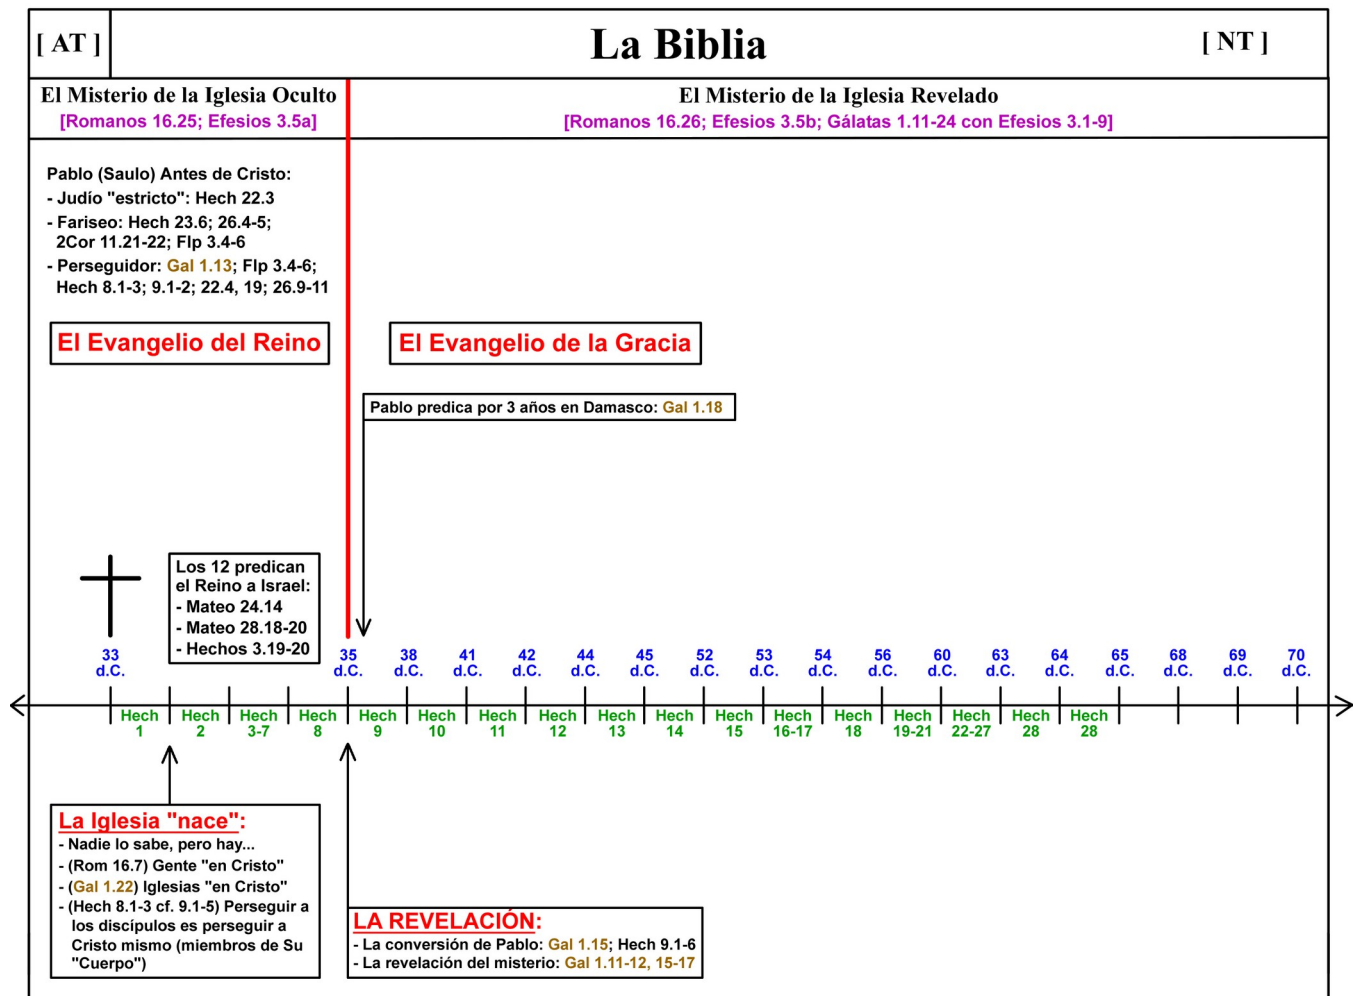 [ AT ]
La Biblia
[ NT ]
El Misterio de la Iglesia Oculto
[Romanos 16.25; Efesios 3.5a]
El Misterio de la Iglesia Revelado
[Romanos 16.26; Efesios 3.5b; Gálatas 1.11-24 con Efesios 3.1-9]
Pablo (Saulo) Antes de Cristo:
- Judío "estricto": Hech 22.3
- Fariseo: Hech 23.6; 26.4-5;
2Cor 11.21-22; Flp 3.4-6
- Perseguidor: Gal 1.13; Flp 3.4-6;
Hech 8.1-3; 9.1-2; 22.4, 19; 26.9-11
El Evangelio del Reino
El Evangelio de la Gracia
Pablo predica por 3 años en Damasco: Gal 1.18
Los 12 predican
el Reino a Israel:
- Mateo 24.14
- Mateo 28.18-20
- Hechos 3.19-20
33 d.C.
35 d.C.
38 d.C.
41 d.C.
42 d.C.
44 d.C.
45 d.C.
52 d.C.
53 d.C.
54 d.C.
56 d.C.
60 d.C.
63 d.C.
64 d.C.
65 d.C.
68 d.C.
69 d.C.
70 d.C.
Hech 1
Hech 2
Hech 3-7
Hech 8
Hech 9
Hech 10
Hech 11
Hech 12
Hech 13
Hech 14
Hech 15
Hech 16-17
Hech 18
Hech 19-21
Hech 22-27
Hech 28
Hech 28
La Iglesia "nace":
- Nadie lo sabe, pero hay...
- (Rom 16.7) Gente "en Cristo"
- (Gal 1.22) Iglesias "en Cristo"
- (Hech 8.1-3 cf. 9.1-5) Perseguir a
los discípulos es perseguir a
Cristo mismo (miembros de Su
"Cuerpo")
LA REVELACIÓN:
- La conversión de Pablo: Gal 1.15; Hech 9.1-6
- La revelación del misterio: Gal 1.11-12, 15-17